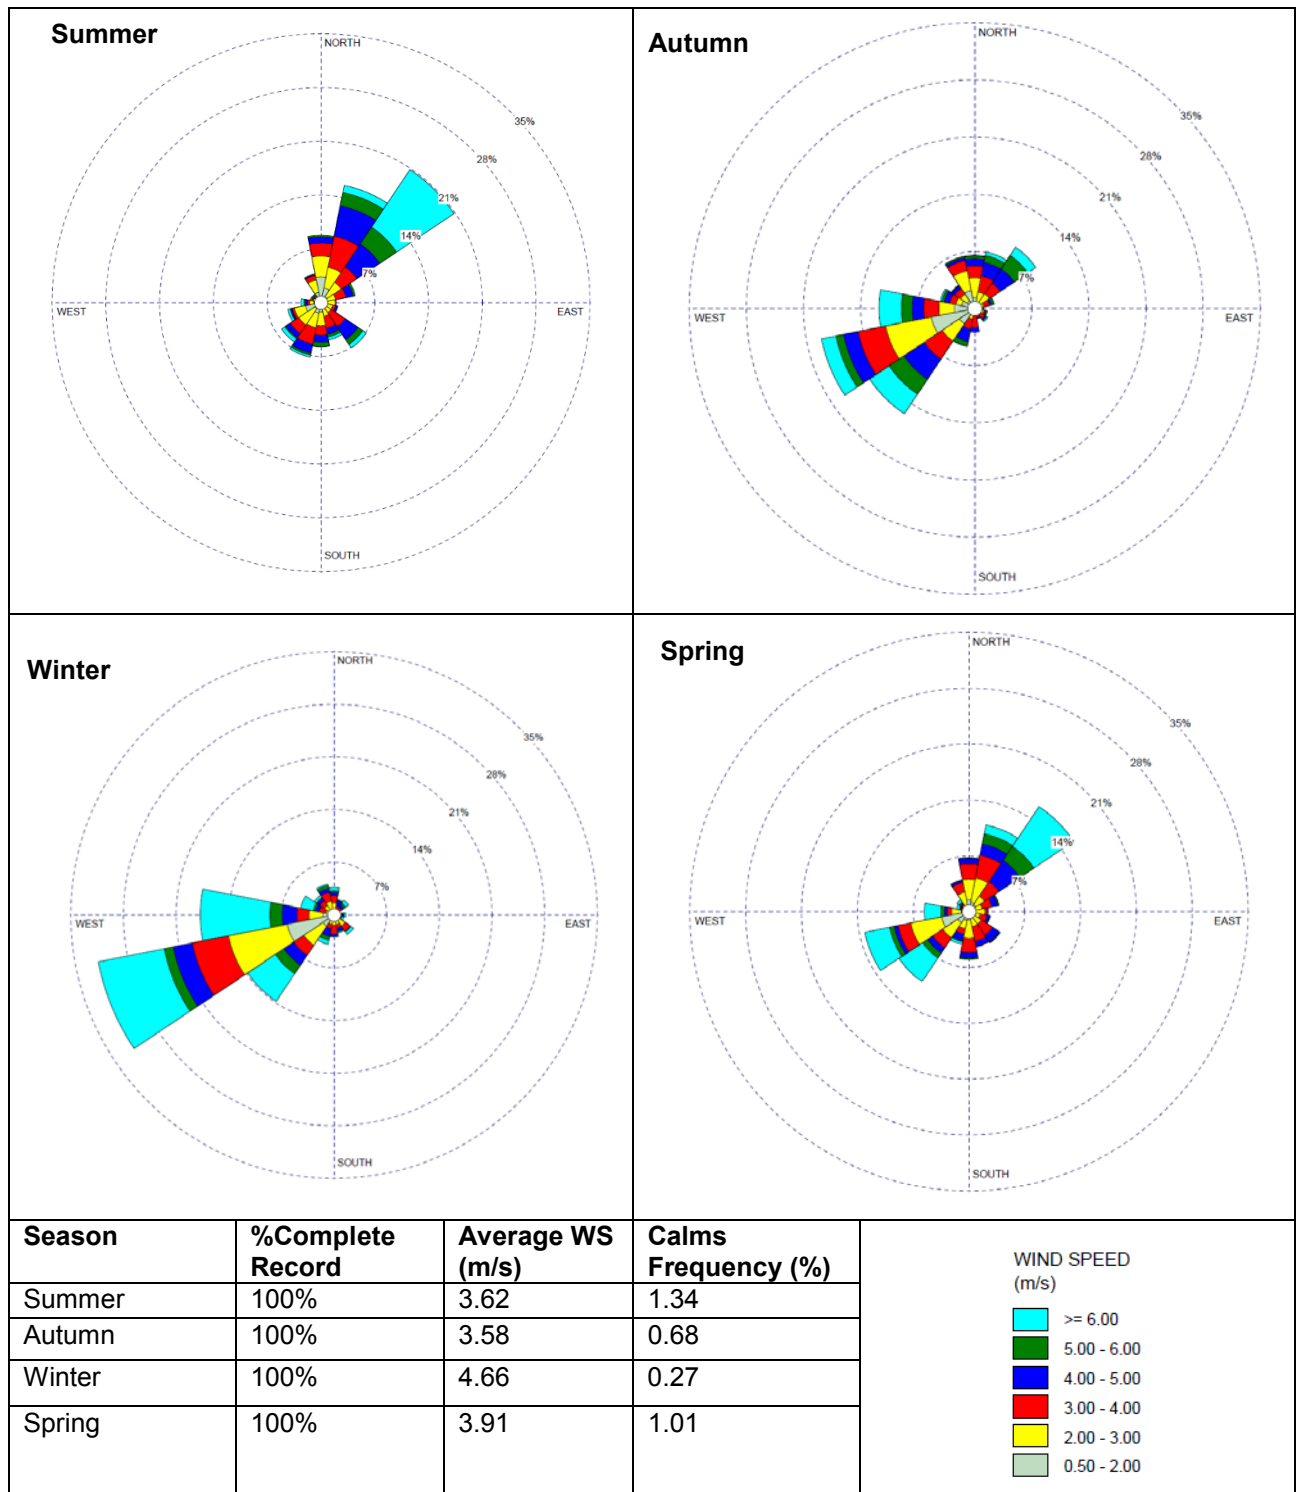 Summer
NORTH
35%
28%
21%
14%
7%
WEST
EAST
SOUTH
Autumn
NORTH
35%
28%
21%
14%
7%
WEST
EAST
SOUTH
Winter
NORTH
35%
28%
21%
14%
7%
WEST
EAST
SOUTH
Spring
NORTH
35%
28%
21%
14%
7%
WEST
EAST
SOUTH
Season %Complete Record Average WS (m/s) Calms Frequency (%)
Summer 100% 3.62 1.34
Autumn 100% 3.58 0.68
Winter 100% 4.66 0.27
Spring 100% 3.91 1.01
WIND SPEED
(m/s)
>= 6.00
5.00 - 6.00
4.00 - 5.00
3.00 - 4.00
2.00 - 3.00
0.50 - 2.00